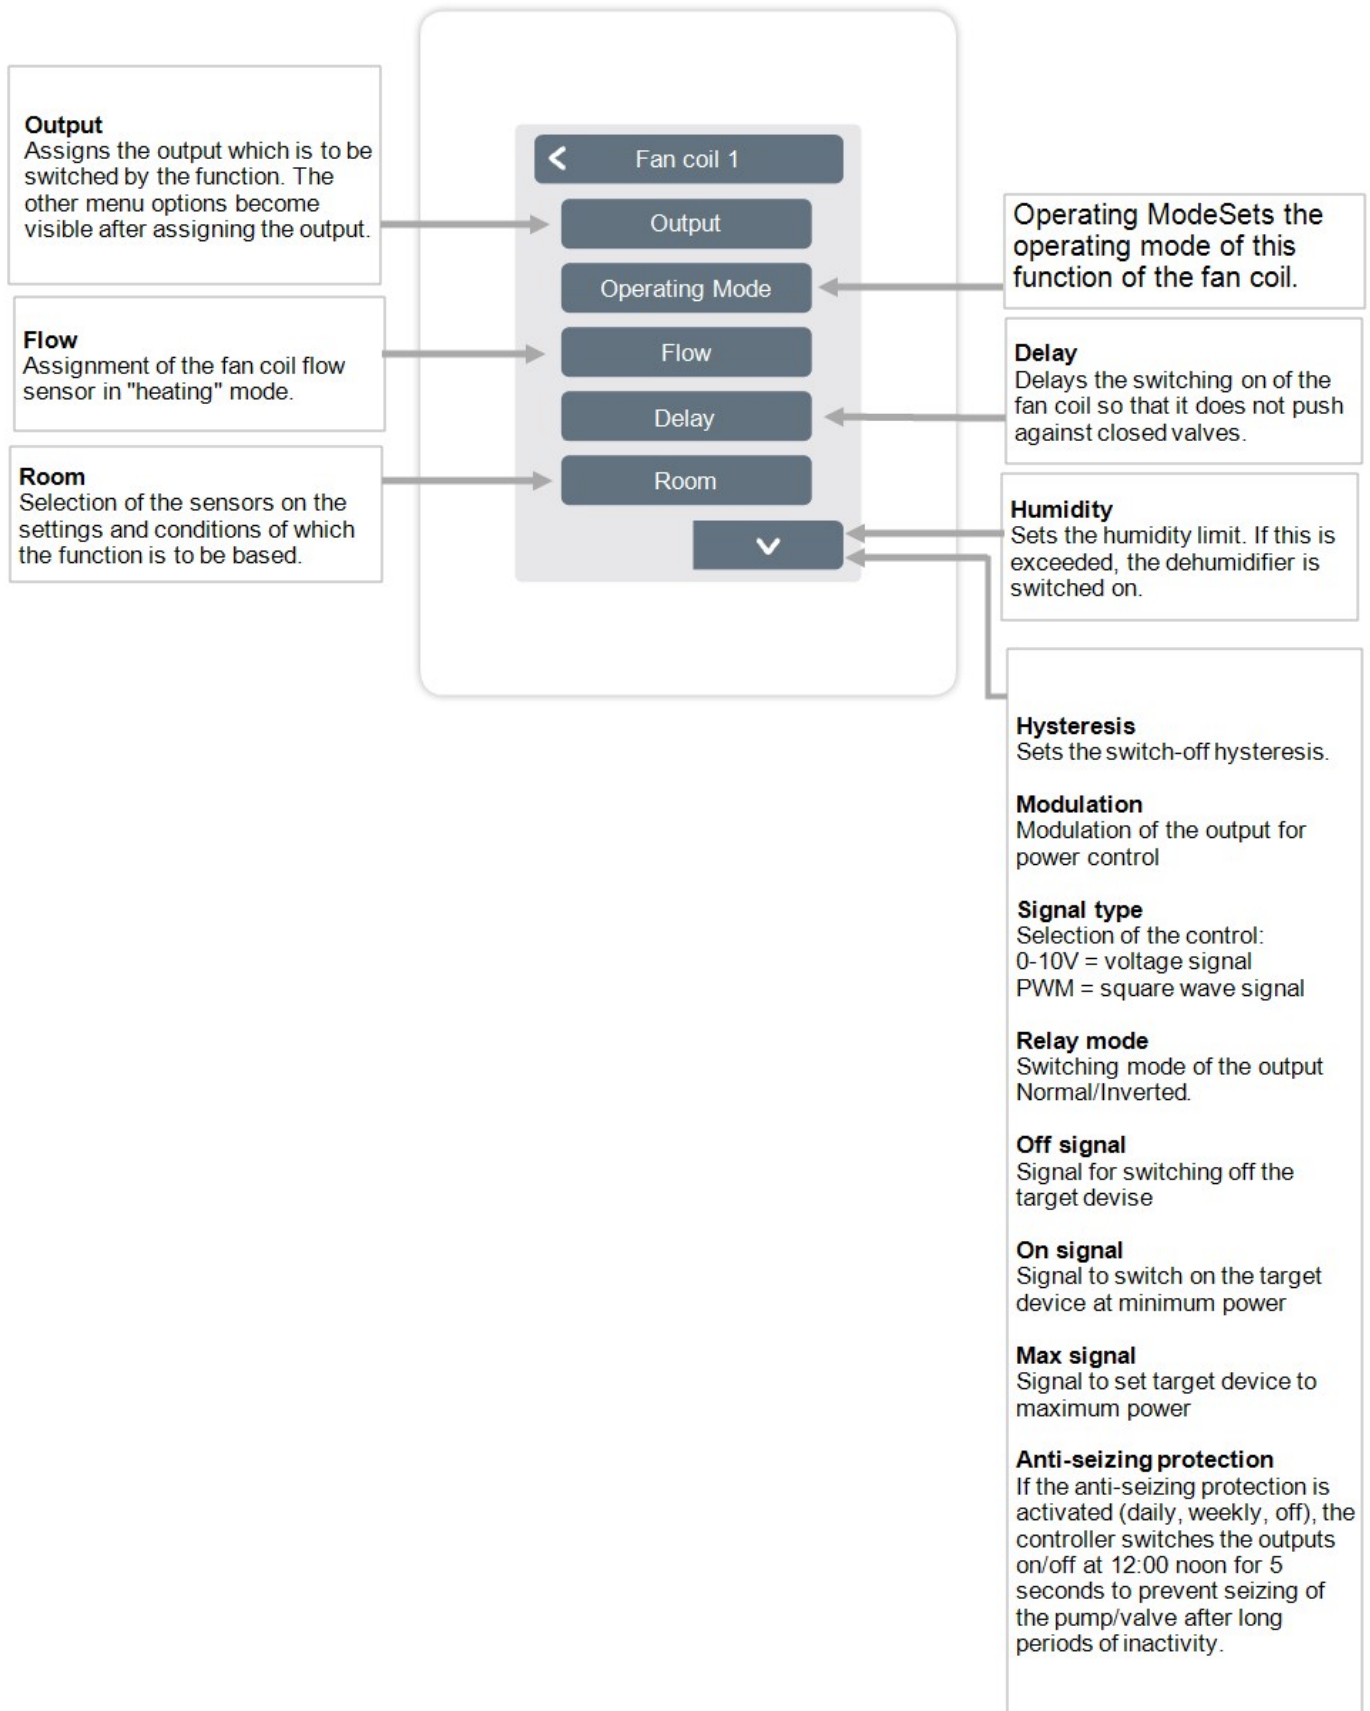 Output
Assigns the output which is to be
switched by the function. The
other menu options become
visible after assigning the output.
Flow
Assignment of the fan coil flow
sensor in "heating" mode.
Room
Selection of the sensors on the
settings and conditions of which
the function is to be based.
Fan coil 1
Output
Operating Mode
Flow
Delay
Room
Operating ModeSets the
operating mode of this
function of the fan coil.
Delay
Delays the switching on of the
fan coil so that it does not push
against closed valves.
Humidity
Sets the humidity limit. If this is
exceeded, the dehumidifier is
switched on.
Hysteresis
Sets the switch-off hysteresis.
Modulation
Modulation of the output for
power control
Signal type
Selection of the control:
0-10V = voltage signal
PWM = square wave signal
Relay mode
Switching mode of the output
Normal/Inverted.
Off signal
Signal for switching off the
target devise
On signal
Signal to switch on the target
device at minimum power
Max signal
Signal to set target device to
maximum power
Anti-seizing protection
If the anti-seizing protection is
activated (daily, weekly, off), the
controller switches the outputs
on/off at 12:00 noon for 5
seconds to prevent seizing of
the pump/valve after long
periods of inactivity.